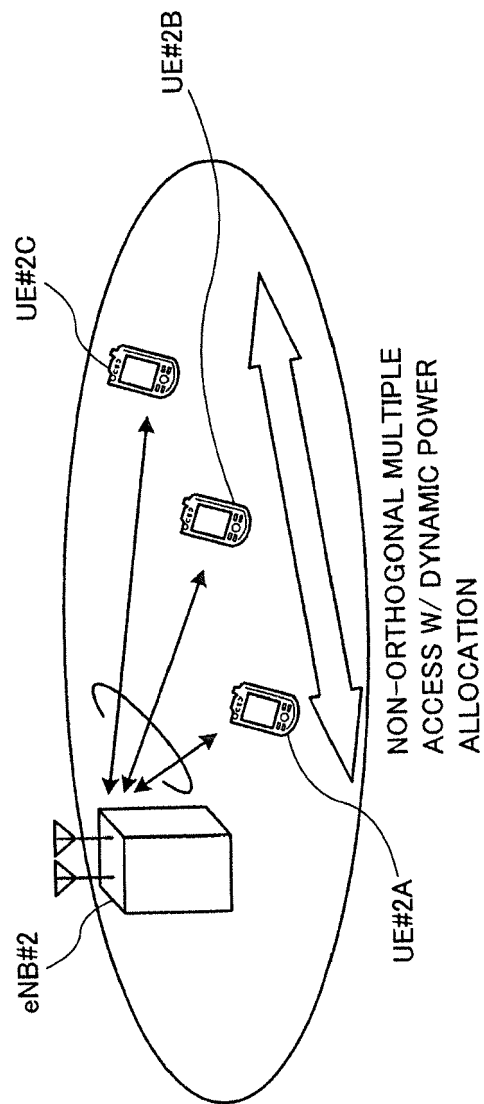 eNB#2
UE#2A
UE#2B
UE#2C
NON-ORTHOGONAL MULTIPLE
ACCESS W/ DYNAMIC POWER
ALLOCATION